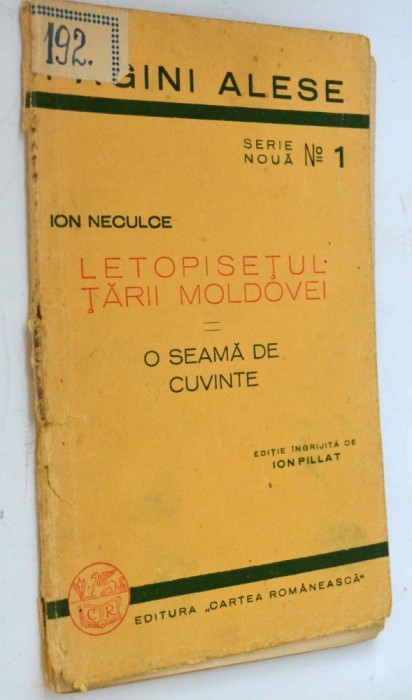 192.
PAGINI ALESE
SERIE
NOUĂ Nº 1
ION NECULCE
LETOPISEŢUL
ŢĂRII MOLDOVEI
=
O SEAMĂ DE
CUVINTE
EDIŢIE ÎNGRIJITĂ DE
ION PILLAT
C R
EDITURA „CARTEA ROMÂNEASCĂ"